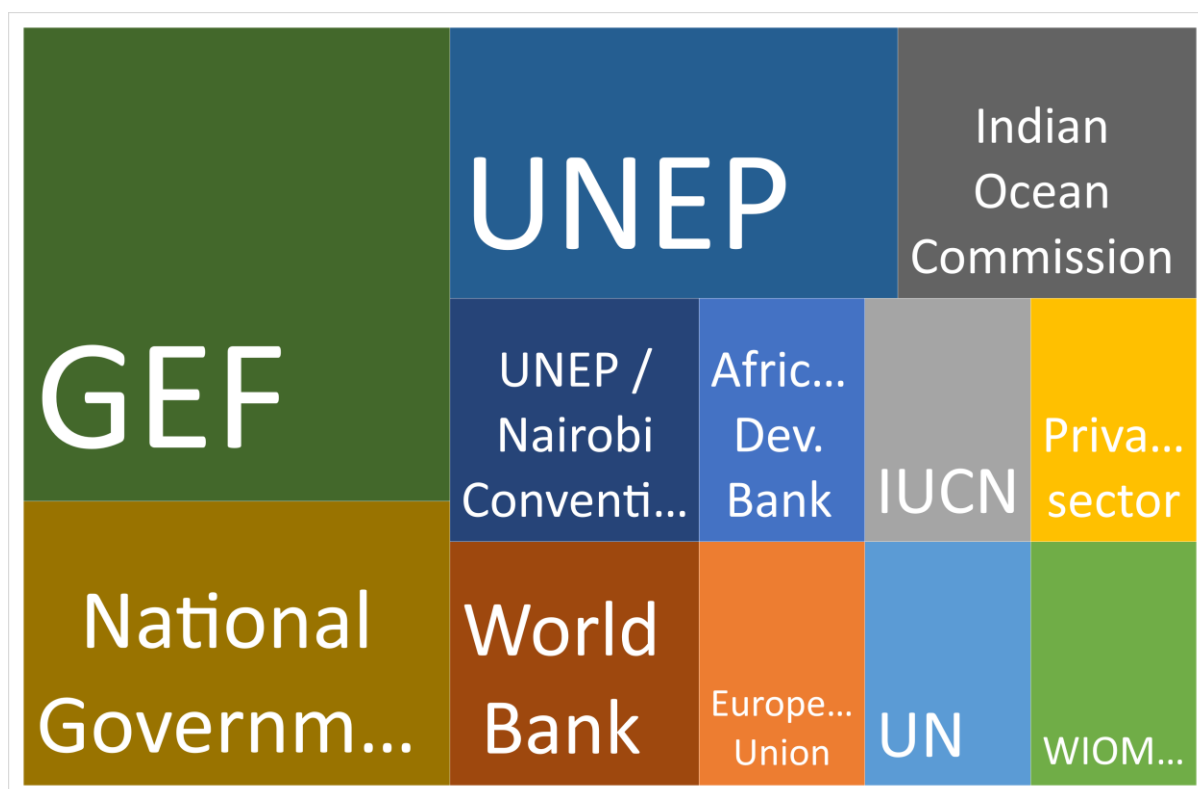 GEF
National
Governm...
UNEP
Indian
Ocean
Commission
UNEP /
Nairobi
Conventi...
Afric...
Dev.
Bank
IUCN
Priva...
sector
World
Bank
Europe...
Union
UN
WIOM...